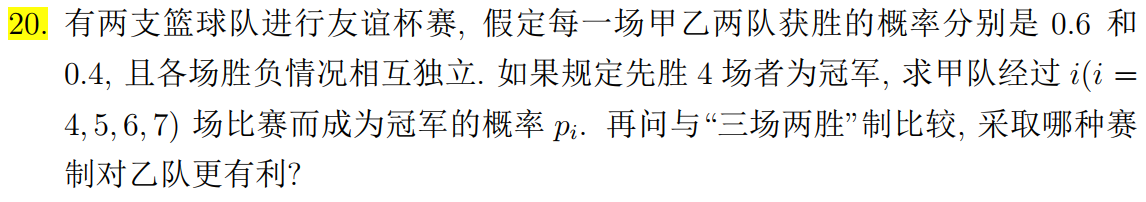 20. 有两支篮球队进行友谊杯赛, 假定每一场甲乙两队获胜的概率分别是 0.6 和
0.4, 且各场胜负情况相互独立. 如果规定先胜 4 场者为冠军, 求甲队经过 i(i =
4, 5, 6, 7) 场比赛而成为冠军的概率 pᵢ. 再问与“三场两胜”制比较, 采取哪种赛
制对乙队更有利?